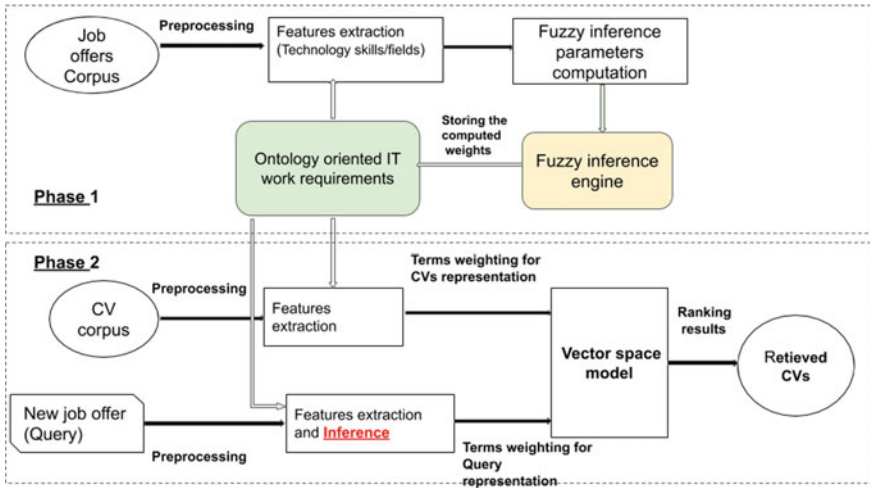 Job
offers
Corpus
Preprocessing
Features extraction
(Technology skills/fields)
Fuzzy inference
parameters
computation
Storing the
computed
weights
Ontology oriented IT
work requirements
Fuzzy inference
engine
Phase 1
Phase 2
CV
corpus
Preprocessing
Features
extraction
Terms weighting for
CVs representation
Vector space
model
Ranking
results
Retieved
CVs
New job offer
(Query)
Preprocessing
Features extraction
and Inference
Terms weighting for
Query
representation